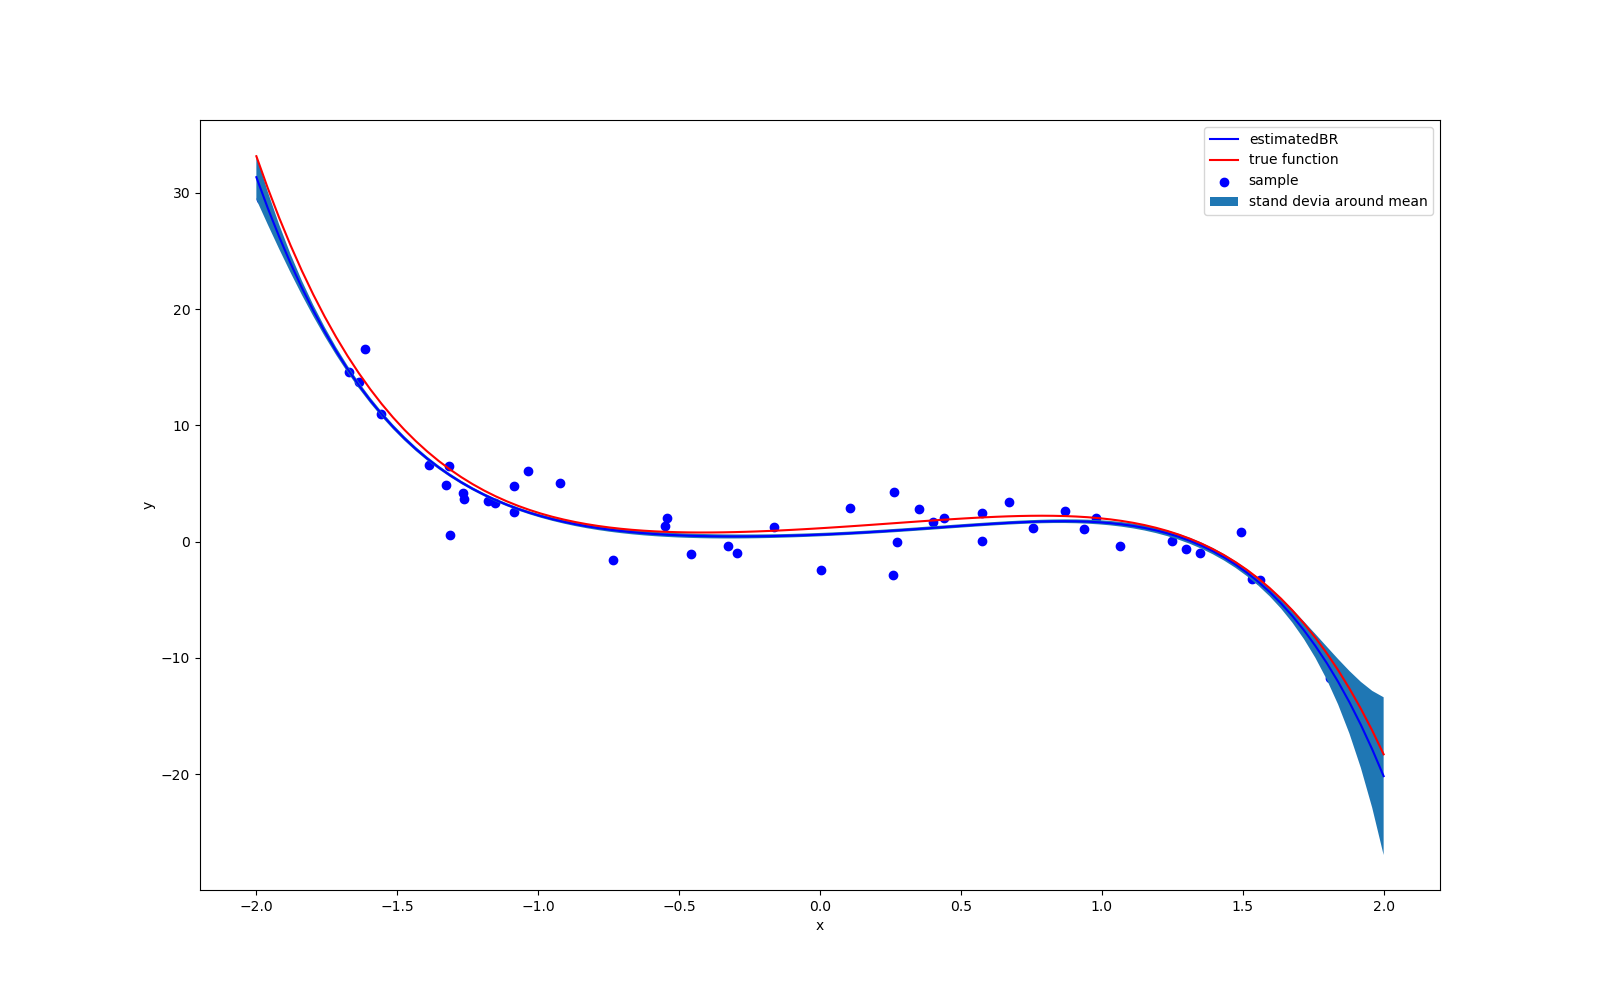 estimatedBR
true function
sample
stand devia around mean
30
20
10
0
−10
−20
y
−2.0 −1.5 −1.0 −0.5 0.0 0.5 1.0 1.5 2.0
x